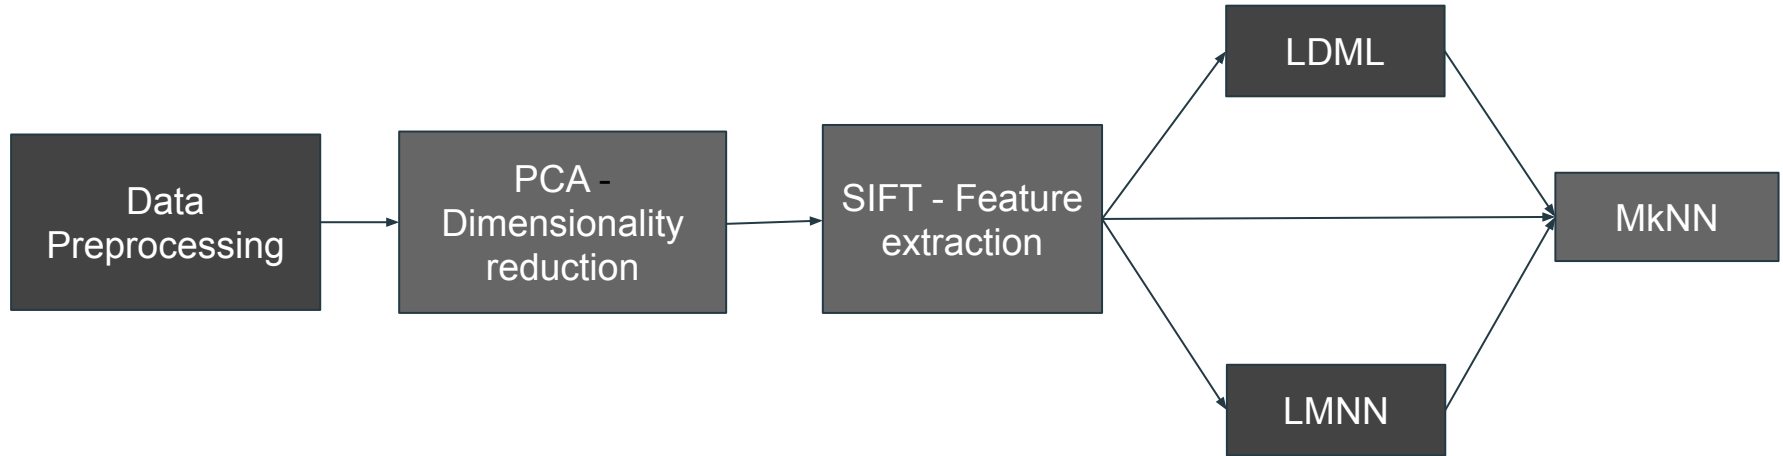 LDML
Data
Preprocessing
PCA -
Dimensionality
reduction
SIFT - Feature
extraction
MkNN
LMNN